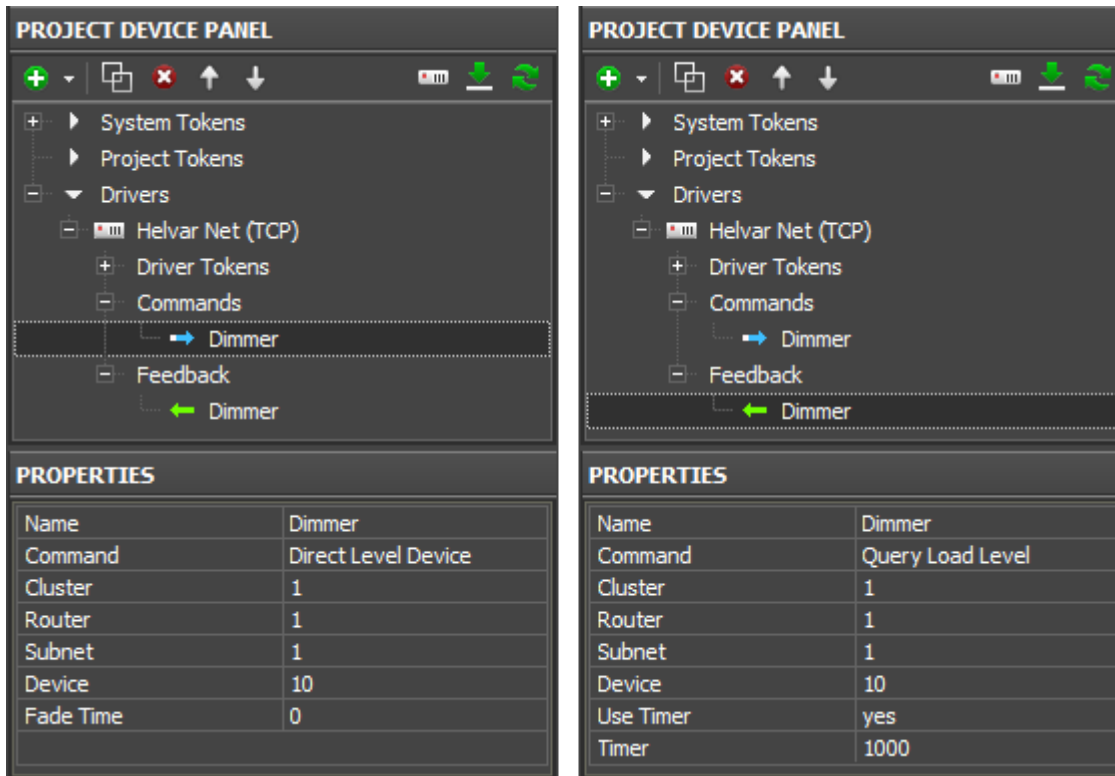 PROJECT DEVICE PANEL
System Tokens
Project Tokens
Drivers
Helvar Net (TCP)
Driver Tokens
Commands
Dimmer
Feedback
Dimmer
PROPERTIES
Name Dimmer
Command Direct Level Device
Cluster 1
Router 1
Subnet 1
Device 10
Fade Time 0
PROJECT DEVICE PANEL
System Tokens
Project Tokens
Drivers
Helvar Net (TCP)
Driver Tokens
Commands
Dimmer
Feedback
Dimmer
PROPERTIES
Name Dimmer
Command Query Load Level
Cluster 1
Router 1
Subnet 1
Device 10
Use Timer yes
Timer 1000